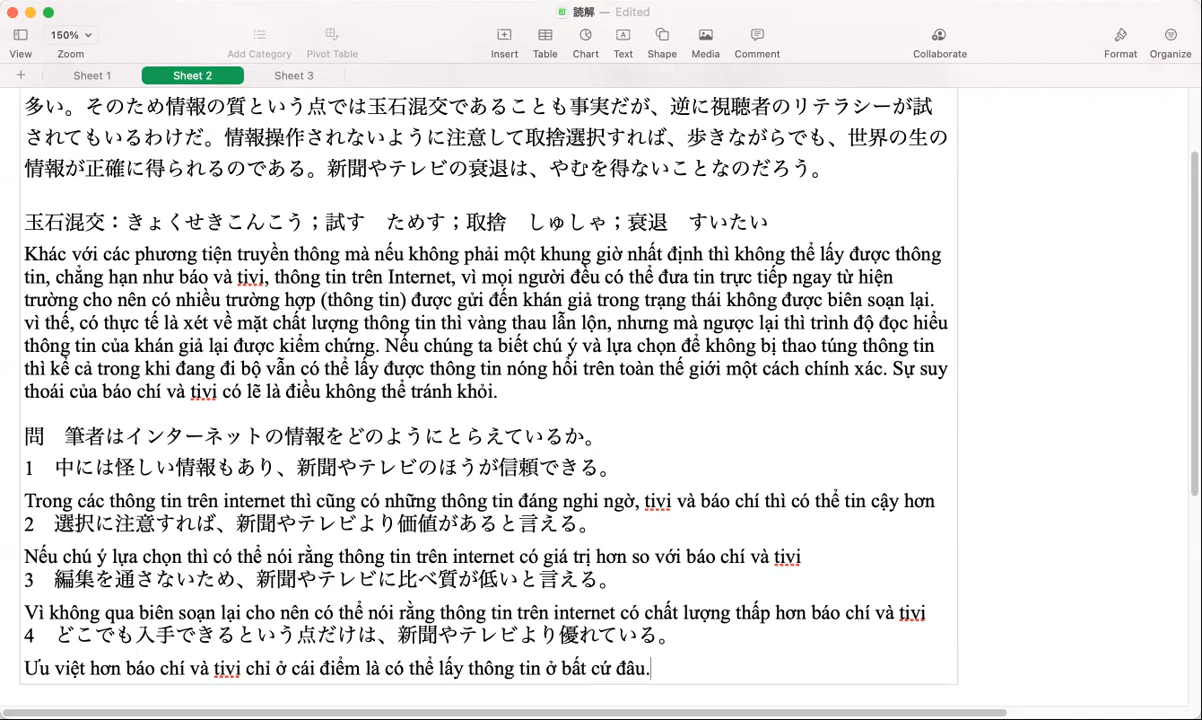 読解 — Edited
150%
View
Zoom
Add Category
Pivot Table
Insert
Table
Chart
Text
Shape
Media
Comment
Collaborate
Format
Organize
+
Sheet 1
Sheet 2
Sheet 3
多い。そのため情報の質という点では玉石混交であることも事実だが、逆に視聴者のリテラシーが試
されてもいるわけだ。情報操作されないように注意して取捨選択すれば、歩きながらでも、世界の生の
情報が正確に得られるのである。新聞やテレビの衰退は、やむを得ないことなのだろう。
玉石混交：きょくせきこんこう；試す　ためす；取捨　しゅしゃ；衰退　すいたい
Khác với các phương tiện truyền thông mà nếu không phải một khung giờ nhất định thì không thể lấy được thông
tin, chẳng hạn như báo và tivi, thông tin trên Internet, vì mọi người đều có thể đưa tin trực tiếp ngay từ hiện
trường cho nên có nhiều trường hợp (thông tin) được gửi đến khán giả trong trạng thái không được biên soạn lại.
vì thế, có thực tế là xét về mặt chất lượng thông tin thì vàng thau lẫn lộn, nhưng mà ngược lại thì trình độ đọc hiểu
thông tin của khán giả lại được kiểm chứng. Nếu chúng ta biết chú ý và lựa chọn để không bị thao túng thông tin
thì kể cả trong khi đang đi bộ vẫn có thể lấy được thông tin nóng hổi trên toàn thế giới một cách chính xác. Sự suy
thoái của báo chí và tivi có lẽ là điều không thể tránh khỏi.
問　筆者はインターネットの情報をどのようにとらえているか。
1　中には怪しい情報もあり、新聞やテレビのほうが信頼できる。
Trong các thông tin trên internet thì cũng có những thông tin đáng nghi ngờ, tivi và báo chí thì có thể tin cậy hơn
2　選択に注意すれば、新聞やテレビより価値があると言える。
Nếu chú ý lựa chọn thì có thể nói rằng thông tin trên internet có giá trị hơn so với báo chí và tivi
3　編集を通さないため、新聞やテレビに比べ質が低いと言える。
Vì không qua biên soạn lại cho nên có thể nói rằng thông tin trên internet có chất lượng thấp hơn báo chí và tivi
4　どこでも入手できるという点だけは、新聞やテレビより優れている。
Ưu việt hơn báo chí và tivi chỉ ở cái điểm là có thể lấy thông tin ở bất cứ đâu.